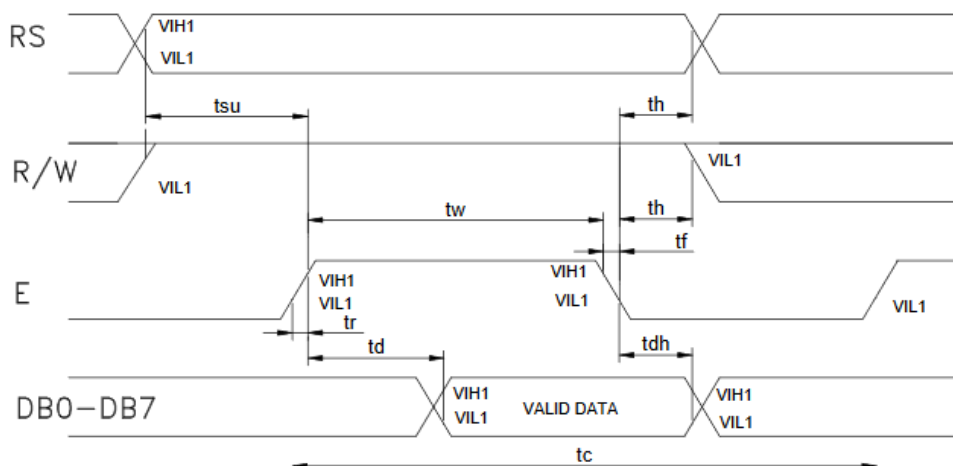 RS
VIH1
VIL1
tsu
th
R/W
VIL1
VIL1
tw
th
tf
E
VIH1
VIL1
VIH1
VIL1
VIL1
tr
td
tdh
DB0-DB7
VIH1
VIL1
VALID DATA
VIH1
VIL1
tc